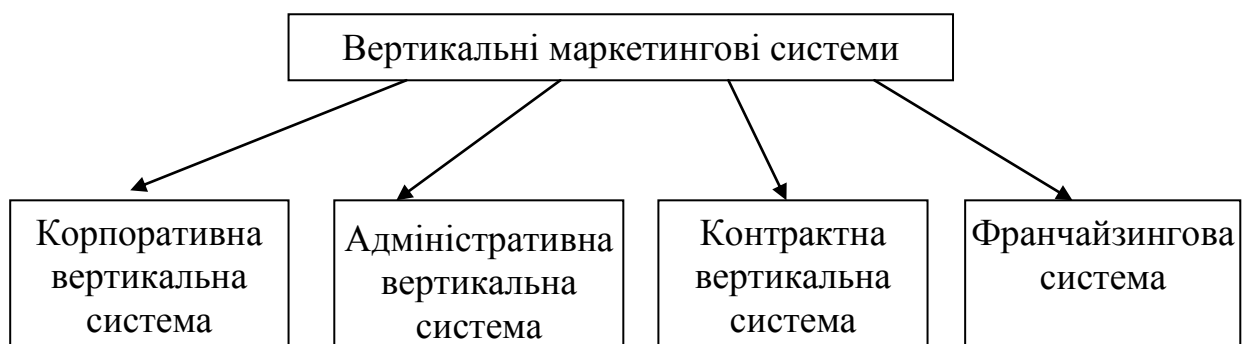 Вертикальні маркетингові системи
Корпоративна
вертикальна
система
Адміністративна
вертикальна
система
Контрактна
вертикальна
система
Франчайзингова
система